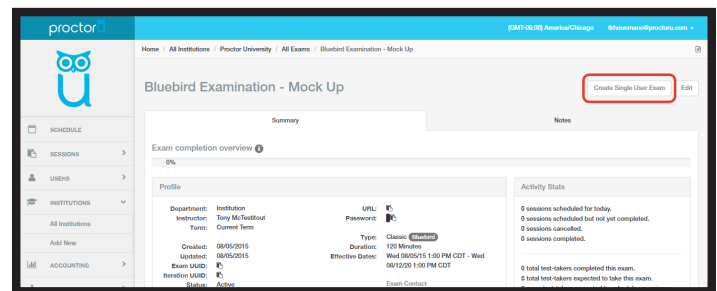 proctor u
(GMT-06:00) America/Chicago tkhounmano@proctoru.com
Home / All Institutions / Proctor University / All Exams / Bluebird Examination - Mock Up
Bluebird Examination - Mock Up
Create Single User Exam
Edit
Summary
Notes
SCHEDULE
SESSIONS
USERS
INSTITUTIONS
All Institutions
Add New
ACCOUNTING
Exam completion overview
0%
Profile
Department: Institution
Instructor: Tony McTestitout
Term: Current Term
Created: 08/05/2015
Updated: 08/05/2015
Exam UUID:
Iteration UUID:
Status: Active
URL:
Password:
Type: Classic Bluebird
Duration: 120 Minutes
Effective Dates: Wed 08/05/15 1:00 PM CDT - Wed
08/12/20 1:00 PM CDT
Exam Contact
Activity Stats
0 sessions scheduled for today.
0 sessions scheduled but not yet completed.
0 sessions cancelled.
0 sessions completed.
0 total test-takers completed this exam.
5 total test-takers expected to take this exam.